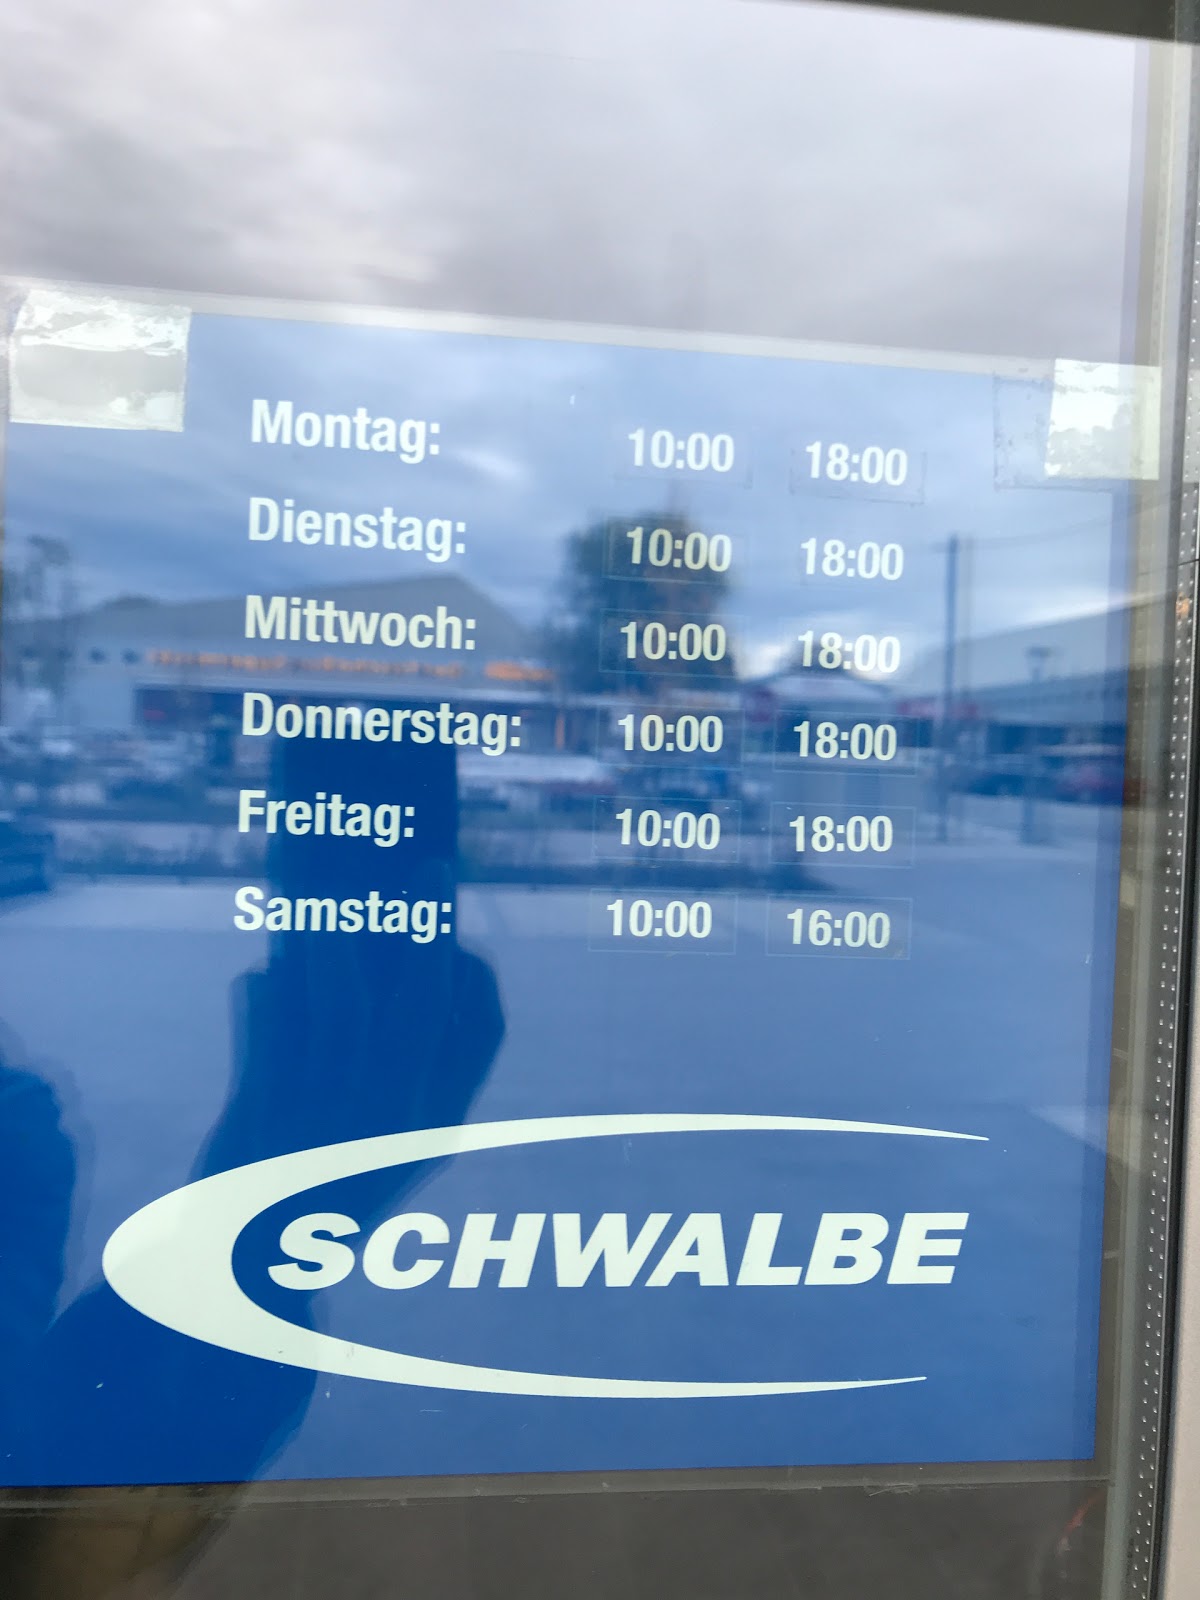 Montag: 10:00 18:00
Dienstag: 10:00 18:00
Mittwoch: 10:00 18:00
Donnerstag: 10:00 18:00
Freitag: 10:00 18:00
Samstag: 10:00 16:00
SCHWALBE